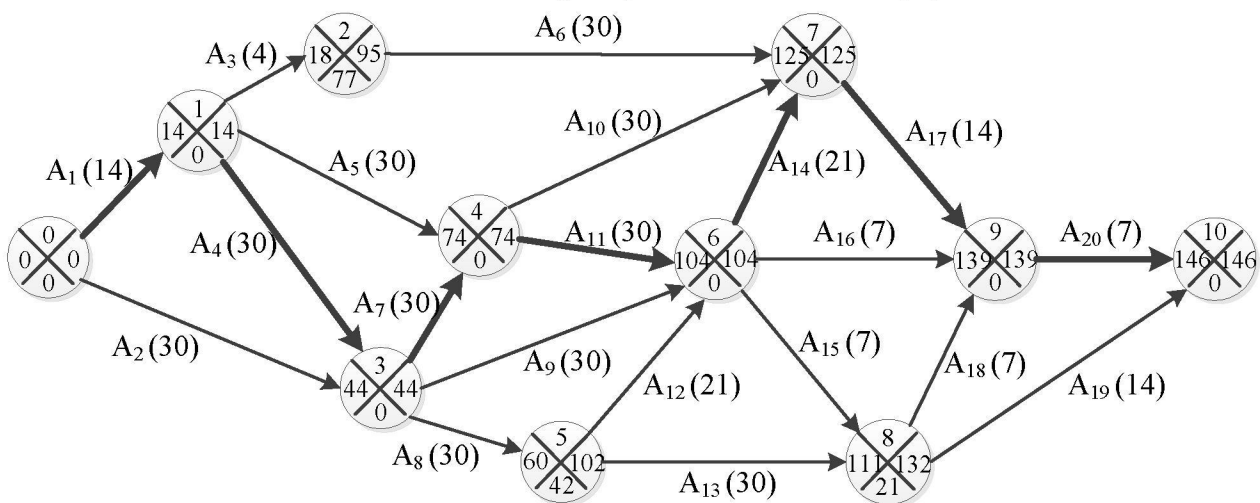 2
18 95
77
A3 (4)
A6 (30)
7
125 125
0
1
14 14
0
A1 (14)
A5 (30)
A10 (30)
A14 (21)
A17 (14)
0
0 0
0
A4 (30)
4
74 74
0
A11 (30)
6
104 104
0
A16 (7)
9
139 139
0
A20 (7)
10
146 146
0
A2 (30)
A7 (30)
3
44 44
0
A9 (30)
A12 (21)
A15 (7)
A18 (7)
A19 (14)
A8 (30)
5
60 102
42
A13 (30)
8
111 132
21